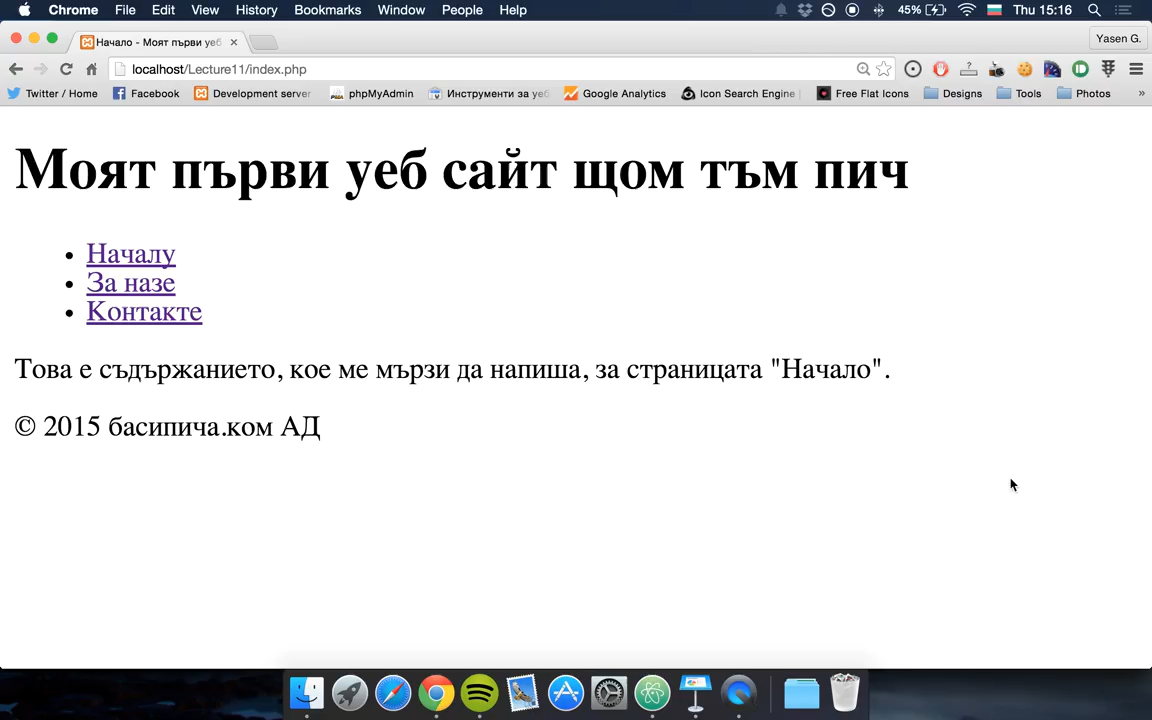 Chrome File Edit View History Bookmarks Window People Help 45% Thu 15:16
Начало - Моят първи уеб Yasen G.
localhost/Lecture11/index.php
Twitter / Home Facebook Development server phpMyAdmin Инструменти за уеб Google Analytics Icon Search Engine Free Flat Icons Designs Tools Photos »
Моят първи уеб сайт щом тъм пич
• Началу
• За назе
• Контакте
Това е съдържанието, кое ме мързи да напиша, за страницата "Начало".
© 2015 басипича.ком АД